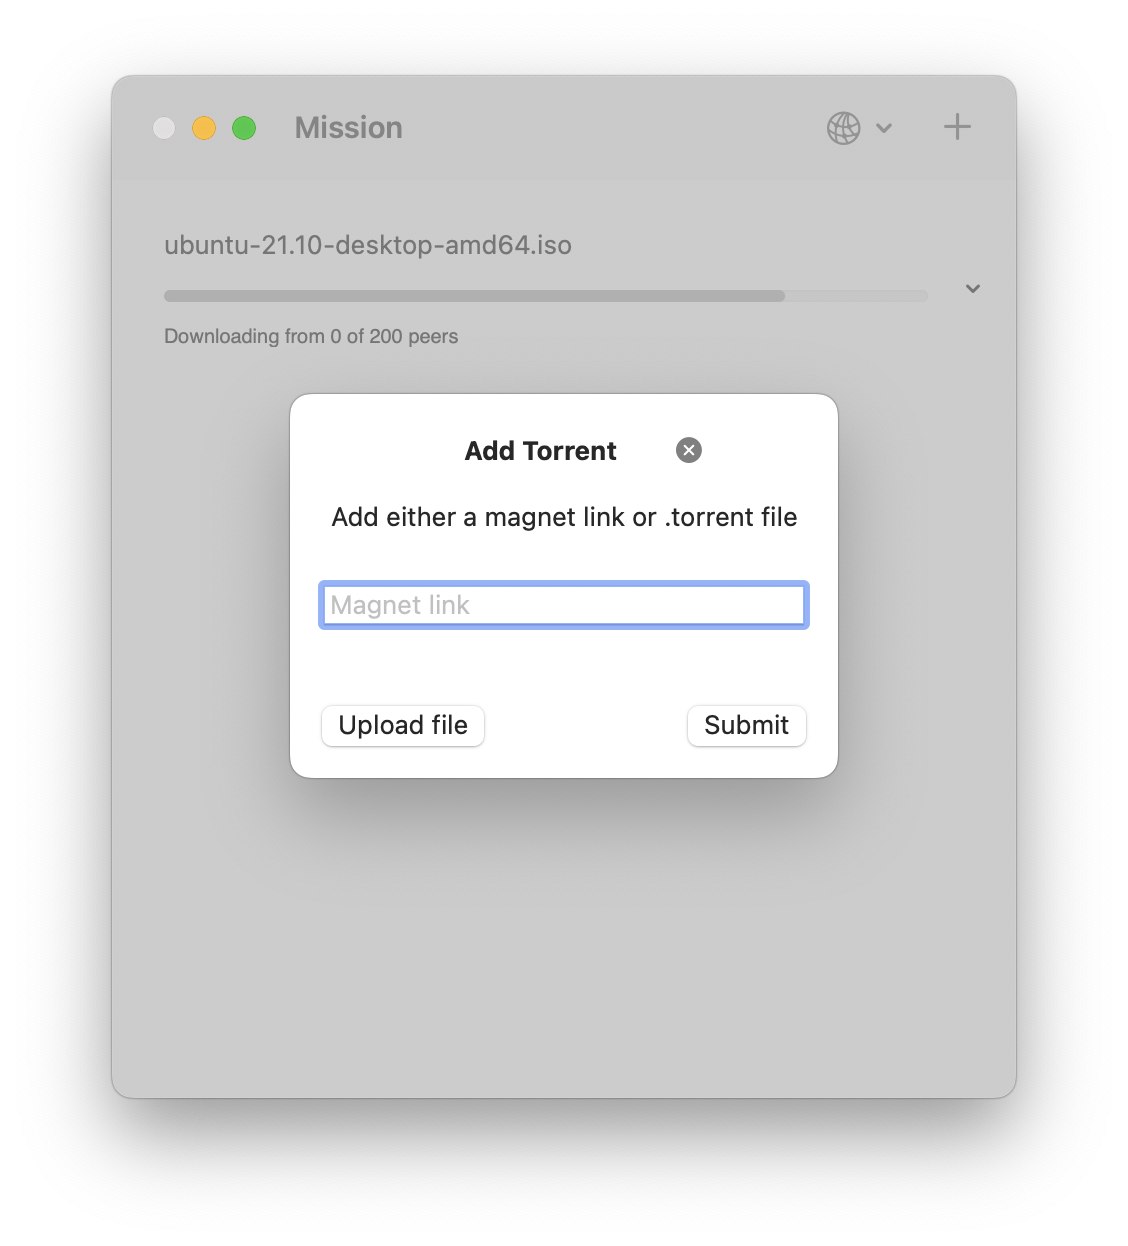 Mission
ubuntu-21.10-desktop-amd64.iso
Downloading from 0 of 200 peers
Add Torrent
Add either a magnet link or .torrent file
Magnet link
Upload file
Submit